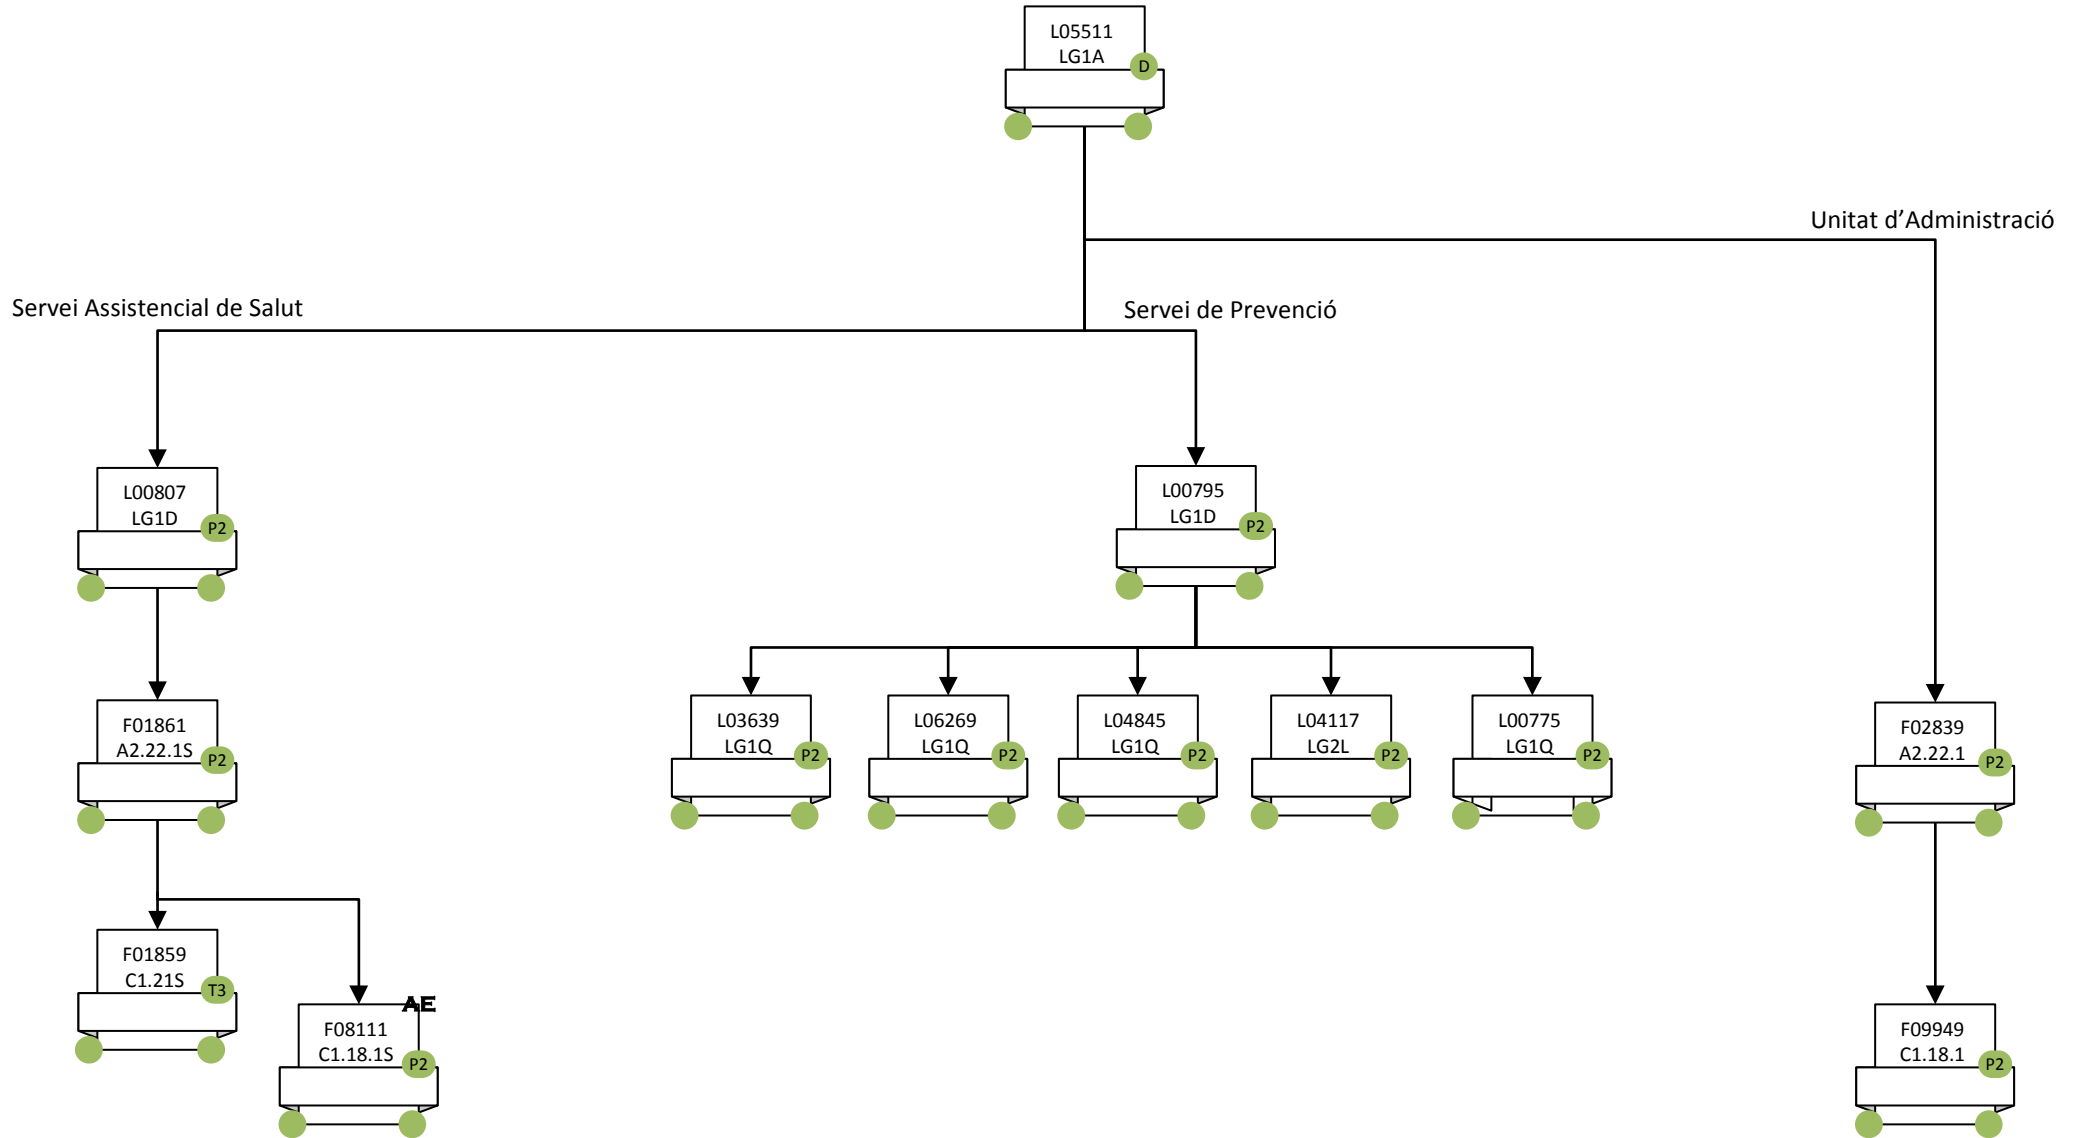 L05511
LG1A
D
Unitat d’Administració
Servei Assistencial de Salut
Servei de Prevenció
L00807
LG1D
P2
L00795
LG1D
P2
F01861
A2.22.1S
P2
L03639
LG1Q
P2
L06269
LG1Q
P2
L04845
LG1Q
P2
L04117
LG2L
P2
L00775
LG1Q
P2
F02839
A2.22.1
P2
F01859
C1.21S
T3
AE
F08111
C1.18.1S
P2
F09949
C1.18.1
P2